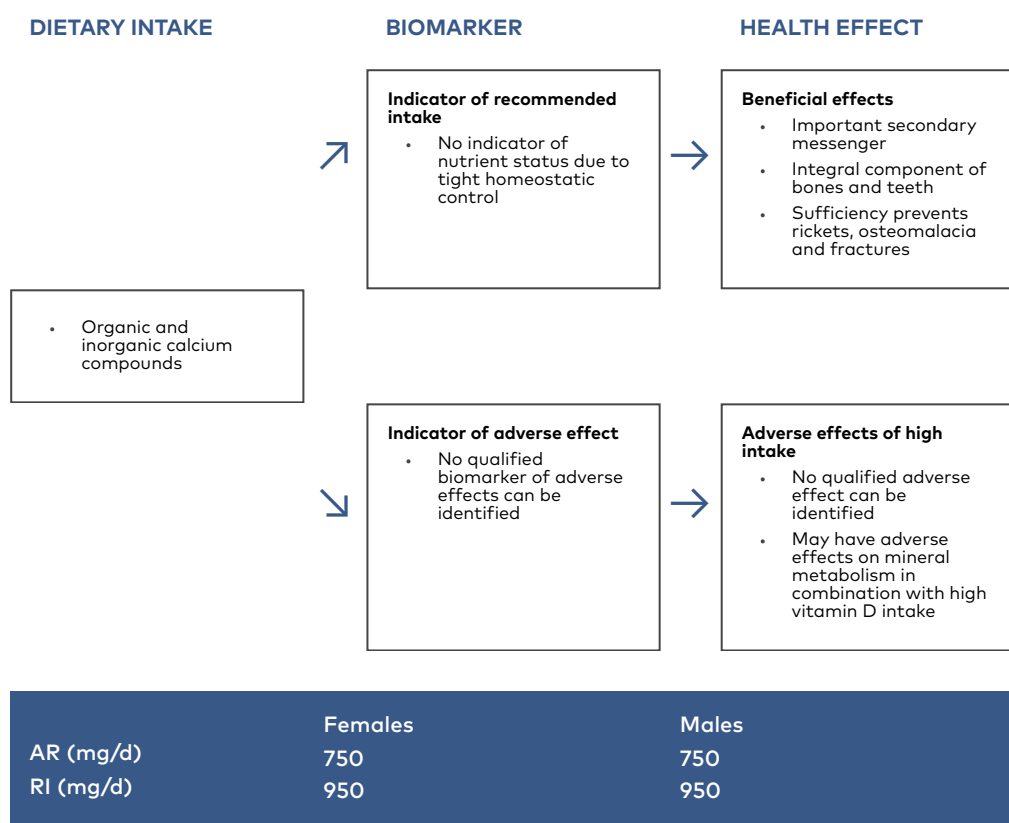 DIETARY INTAKE
BIOMARKER
HEALTH EFFECT
Indicator of recommended
intake
• No indicator of
nutrient status due to
tight homeostatic
control
Beneficial effects
• Important secondary
messenger
• Integral component of
bones and teeth
• Sufficiency prevents
rickets, osteomalacia
and fractures
• Organic and
inorganic calcium
compounds
Indicator of adverse effect
• No qualified
biomarker of adverse
effects can be
identified
Adverse effects of high
intake
• No qualified adverse
effect can be
identified
• May have adverse
effects on mineral
metabolism in
combination with high
vitamin D intake
Females Males
AR (mg/d) 750 750
RI (mg/d) 950 950